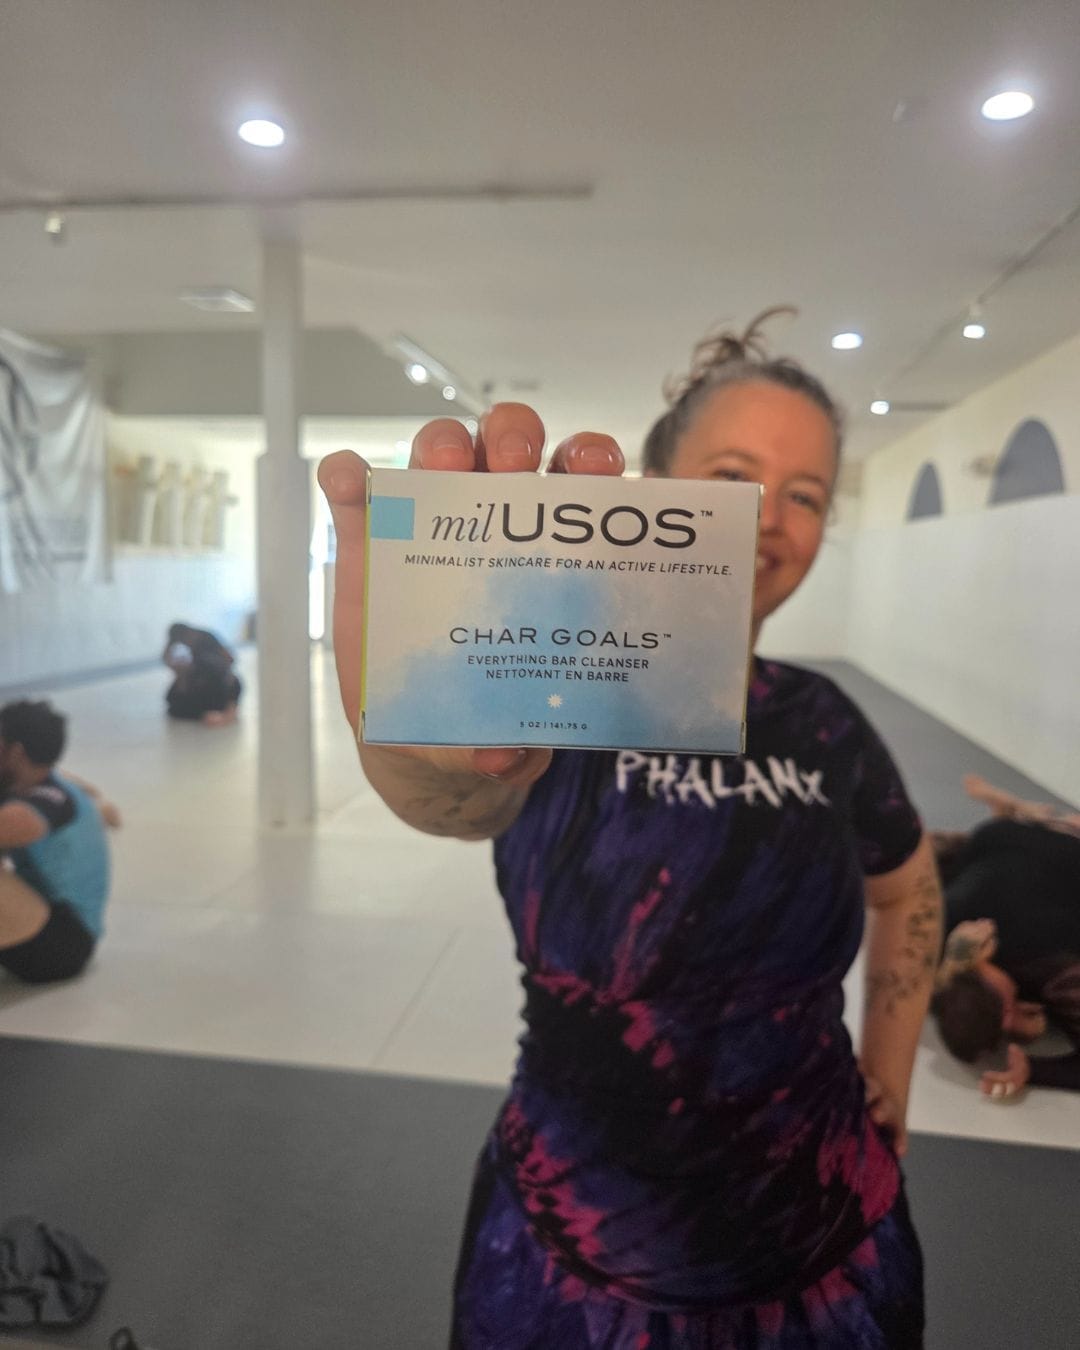 milUSOS™
MINIMALIST SKINCARE FOR AN ACTIVE LIFESTYLE.
CHAR GOALS™
EVERYTHING BAR CLEANSER
NETTOYANT EN BARRE
5 OZ | 141.75 G
PHALANX